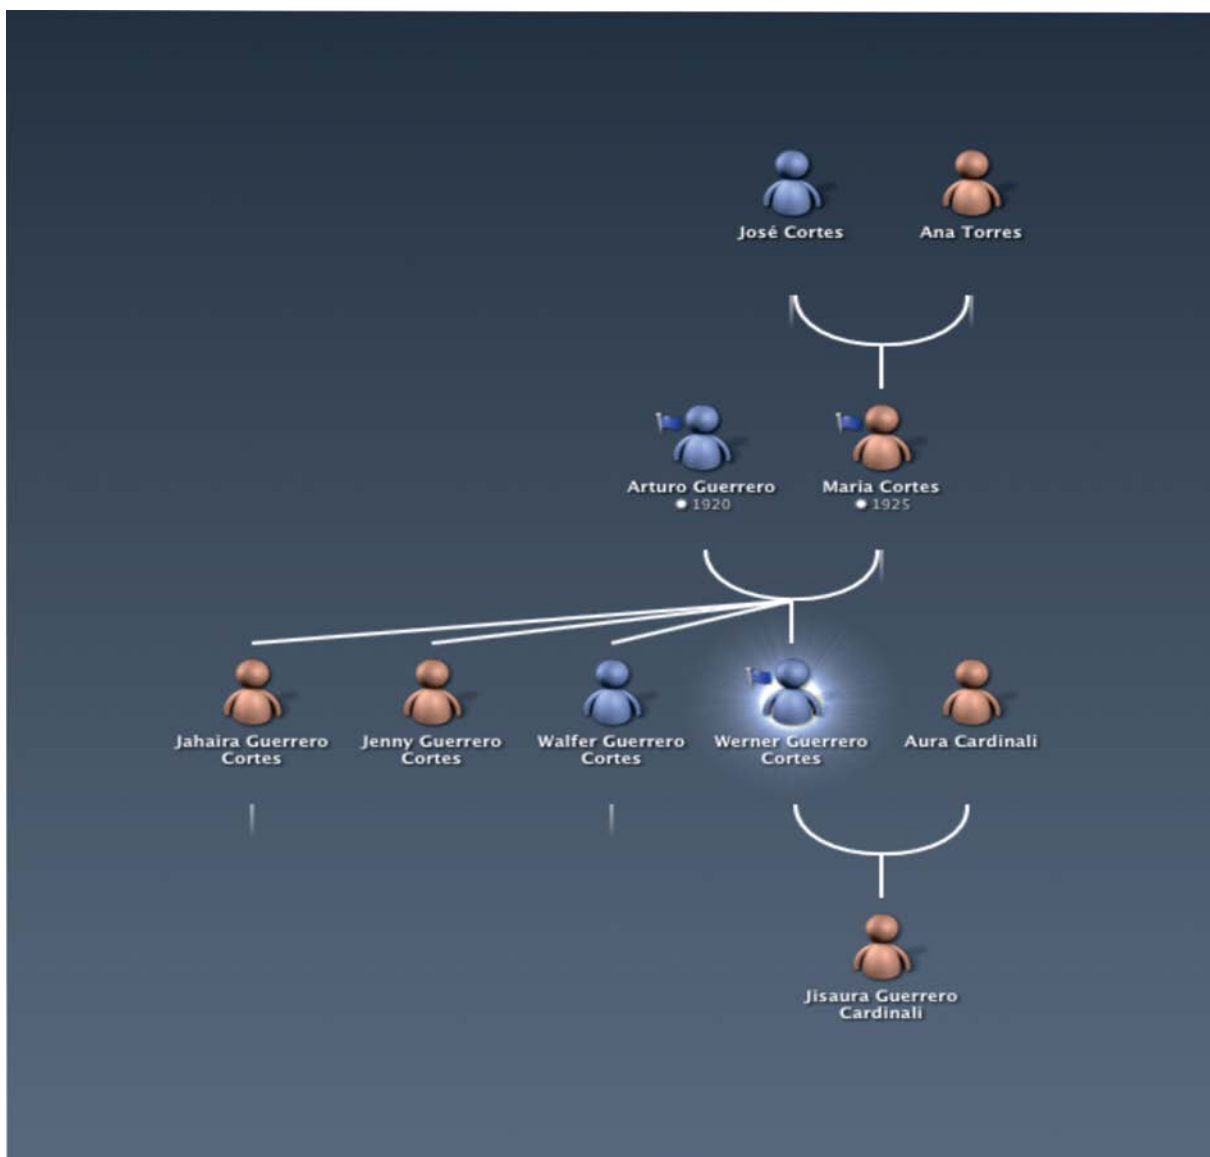 José Cortes
Ana Torres
Arturo Guerrero
1920
Maria Cortes
1925
Jahaira Guerrero
Cortes
Jenny Guerrero
Cortes
Walfer Guerrero
Cortes
Werner Guerrero
Cortes
Aura Cardinali
Jisaura Guerrero
Cardinali